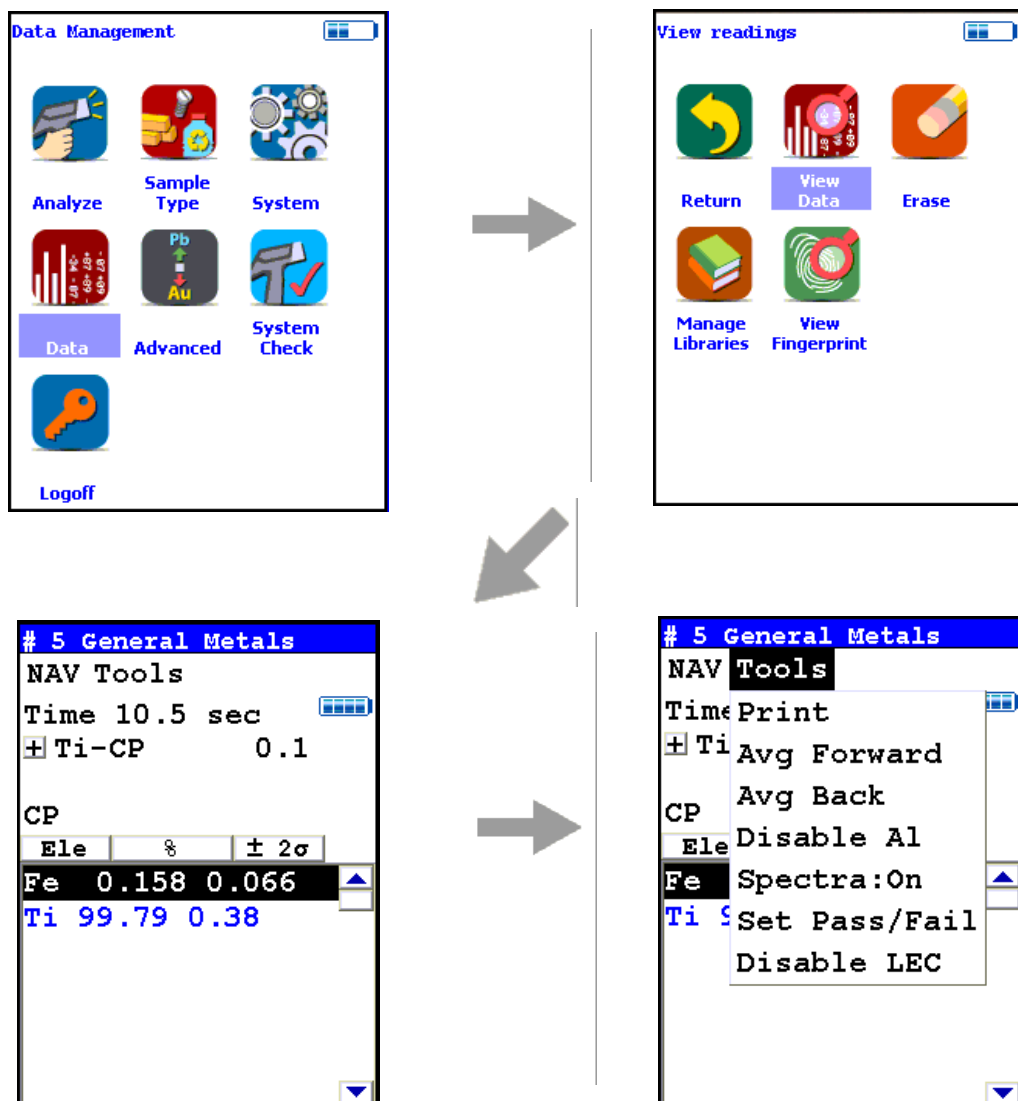 Data Management
Analyze
Sample
Type
System
Pb
Au
Data
Advanced
System
Check
Logoff
View readings
Return
View
Data
Erase
Manage
Libraries
View
Fingerprint
# 5 General Metals
NAV Tools
Time 10.5 sec
+ Ti-CP 0.1
CP
Ele % ± 2σ
Fe 0.158 0.066
Ti 99.79 0.38
# 5 General Metals
NAV Tools
Time
+ Ti
CP
Ele
Fe
Ti 9
Print
Avg Forward
Avg Back
Disable Al
Spectra:On
Set Pass/Fail
Disable LEC